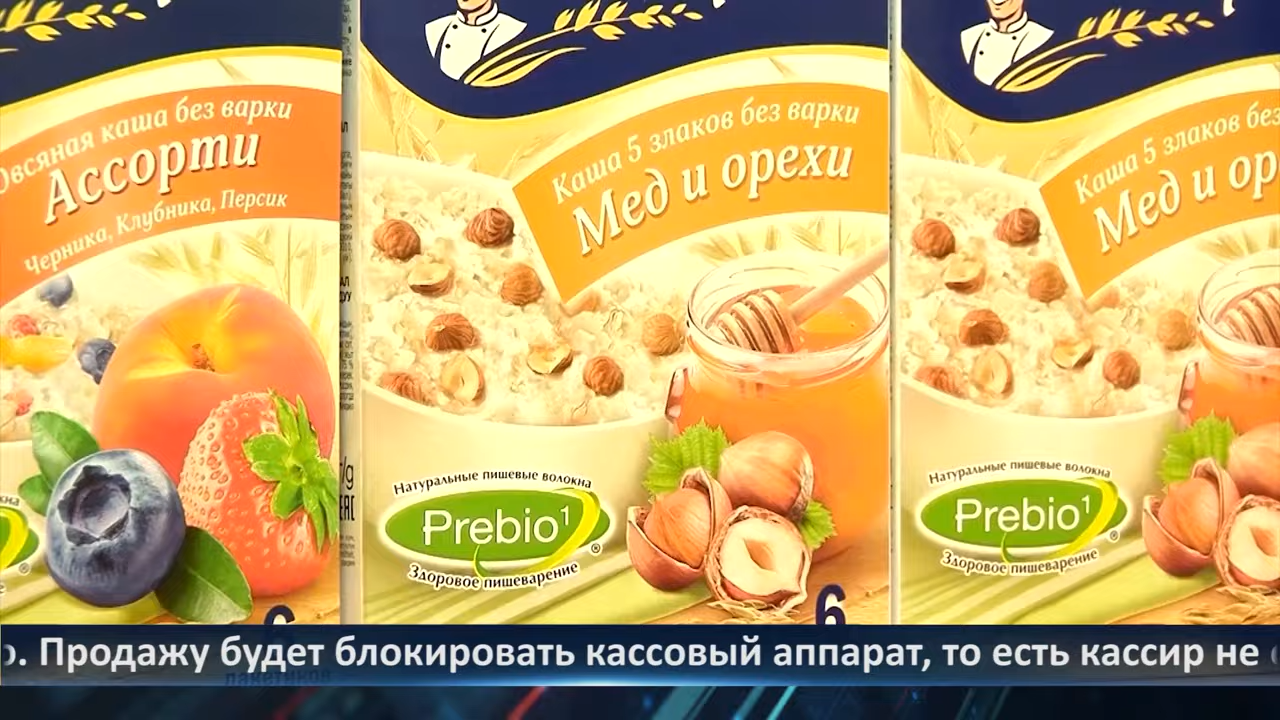 Овсяная каша без варки
Ассорти
Черника, Клубника, Персик
Каша 5 злаков без варки
Мед и орехи
Натуральные пищевые волокна
Prebio¹
®
Здоровое пищеварение
6
Каша 5 злаков без
Натуральные пищевые волокна
Prebio¹
®
Здоровое пищеварение
6
пакетиков
. Продажу будет блокировать кассовый аппарат, то есть кассир не